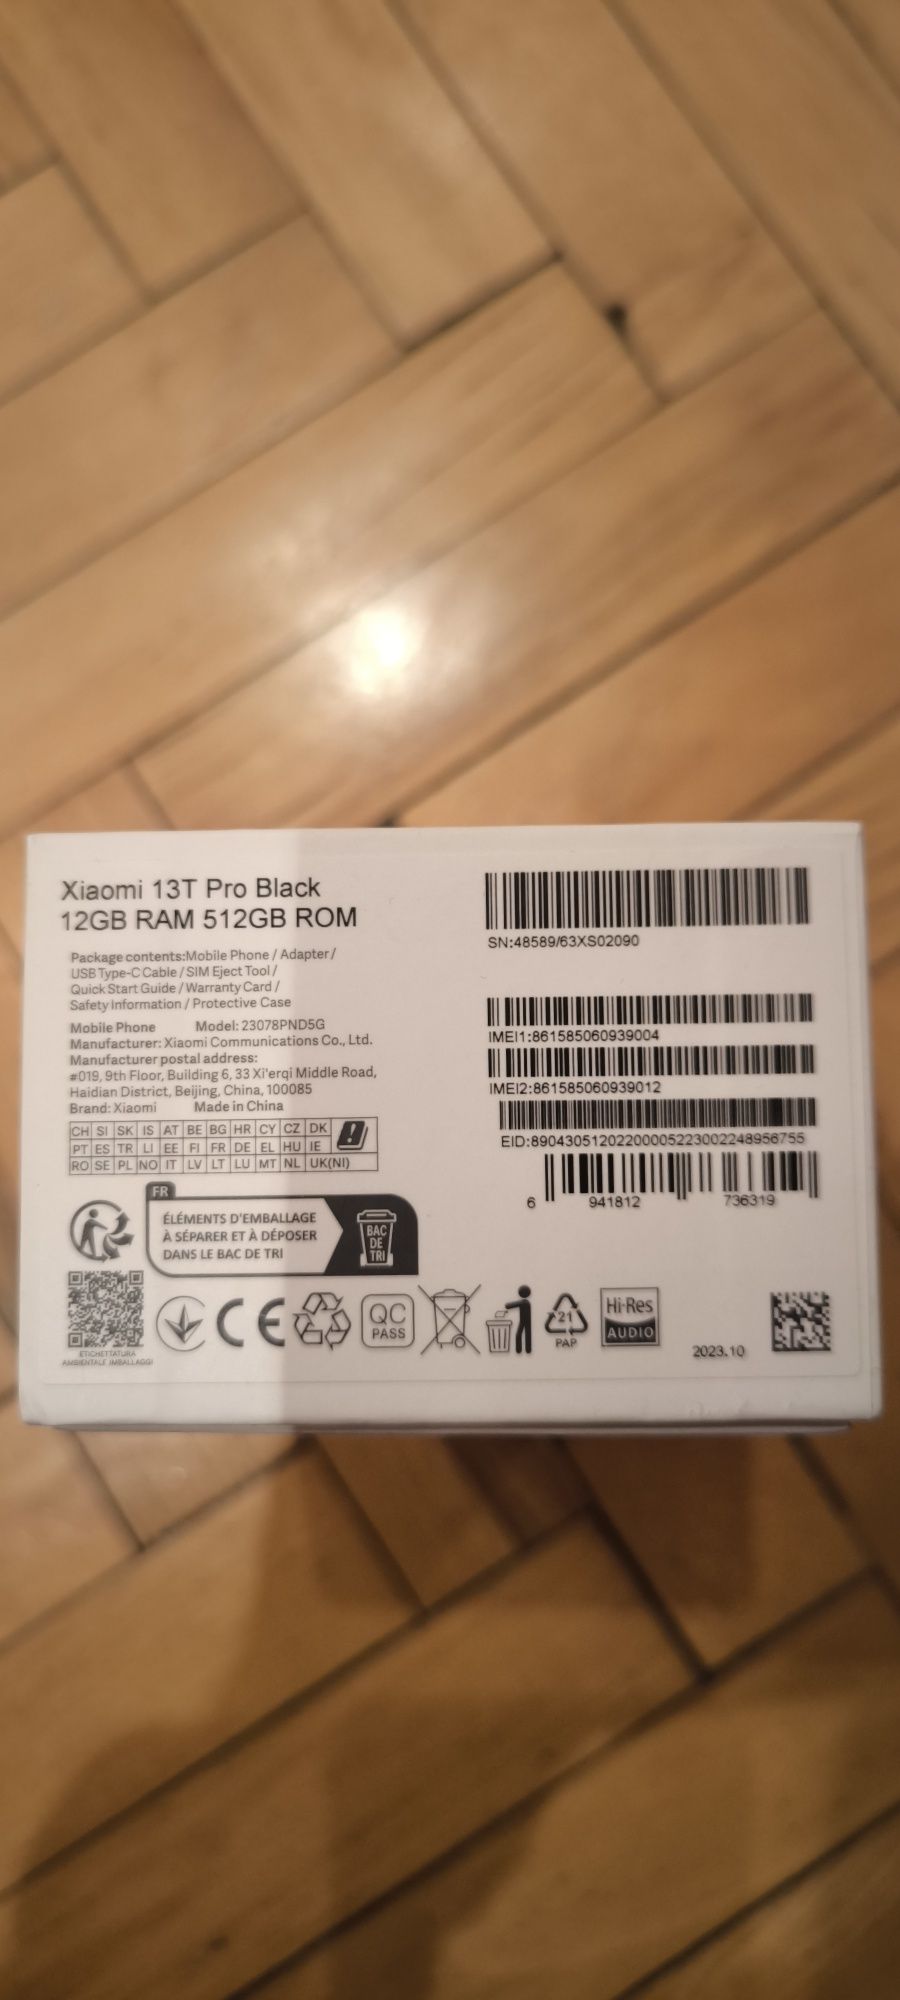 Xiaomi 13T Pro Black
12GB RAM 512GB ROM
Package contents:Mobile Phone / Adapter /
USB Type-C Cable / SIM Eject Tool /
Quick Start Guide / Warranty Card /
Safety Information / Protective Case
Mobile Phone Model: 23078PND5G
Manufacturer: Xiaomi Communications Co., Ltd.
Manufacturer postal address:
#019, 9th Floor, Building 6, 33 Xi'erqi Middle Road,
Haidian District, Beijing, China, 100085
Brand: Xiaomi Made in China
CH SI SK IS AT BE BG HR CY CZ DK
PT ES TR LI EE FI FR DE EL HU IE
RO SE PL NO IT LV LT LU MT NL UK(NI)
FR
ÉLÉMENTS D'EMBALLAGE
À SÉPARER ET À DÉPOSER
DANS LE BAC DE TRI
BAC
DE
TRI
ETICHETTATURA
AMBIENTALE IMBALLAGGI
CE
QC
PASS
21
PAP
Hi-Res
AUDIO
SN:48589/63XS02090
IMEI1:861585060939004
IMEI2:861585060939012
EID:89043051202200005223002248956755
6 941812 736319
2023.10